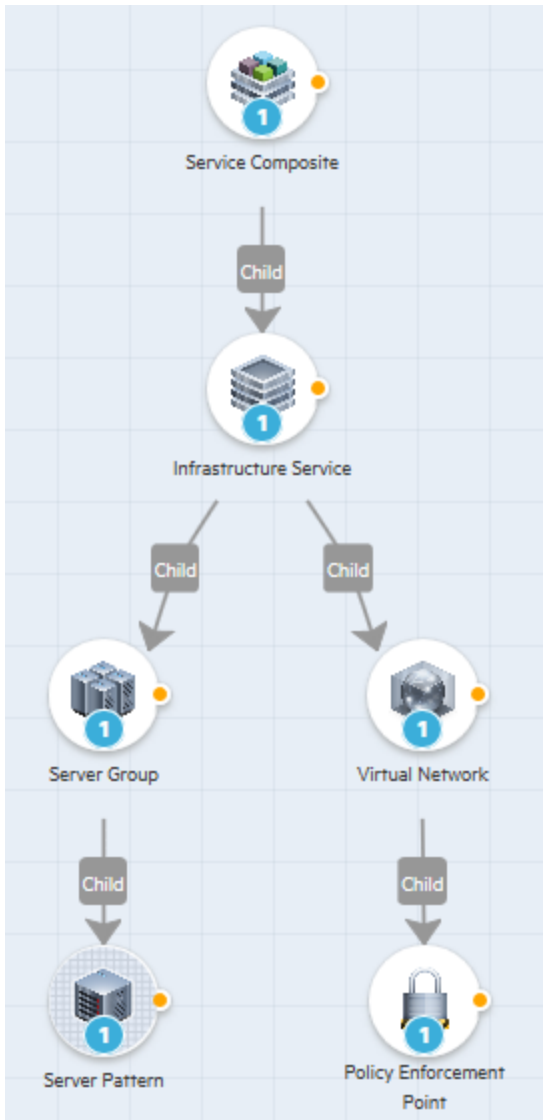 1
Service Composite
Child
1
Infrastructure Service
Child
Child
1
1
Server Group
Virtual Network
Child
Child
1
1
Server Pattern
Policy Enforcement
Point